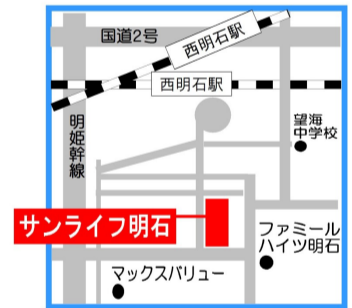 国道2号
西明石駅
西明石駅
明姫幹線
望海
中学校
サンライフ明石
ファミール
ハイツ明石
マックスバリュー